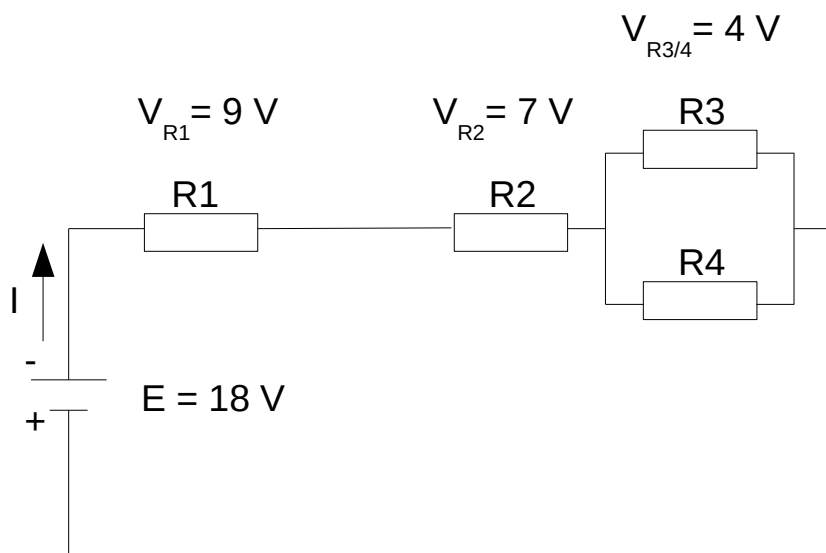 V_R3/4 = 4 V
V_R1 = 9 V
V_R2 = 7 V
R3
R1
R2
R4
I
-
E = 18 V
+